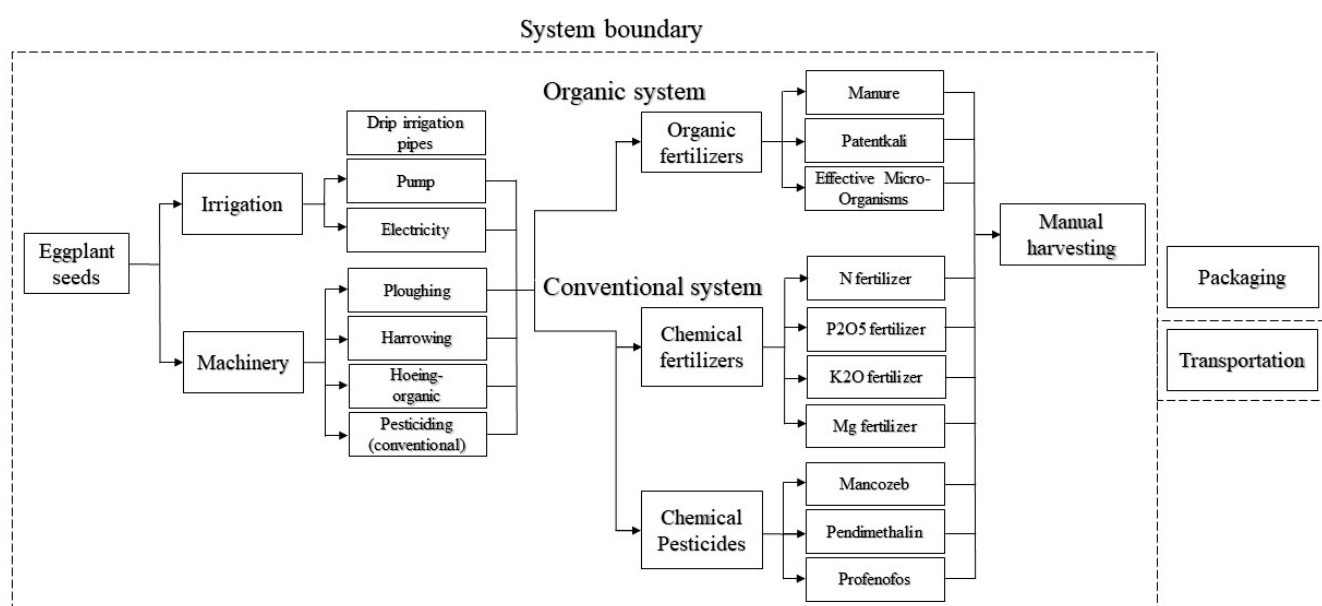 System boundary
Eggplant
seeds
Irrigation
Machinery
Drip irrigation
pipes
Pump
Electricity
Ploughing
Harrowing
Hoeing-
organic
Pesticiding
(conventional)
Organic system
Organic
fertilizers
Manure
Patentkali
Effective Micro-
Organisms
Conventional system
Chemical
fertilizers
N fertilizer
P2O5 fertilizer
K2O fertilizer
Mg fertilizer
Chemical
Pesticides
Mancozeb
Pendimethalin
Profenofos
Manual
harvesting
Packaging
Transportation